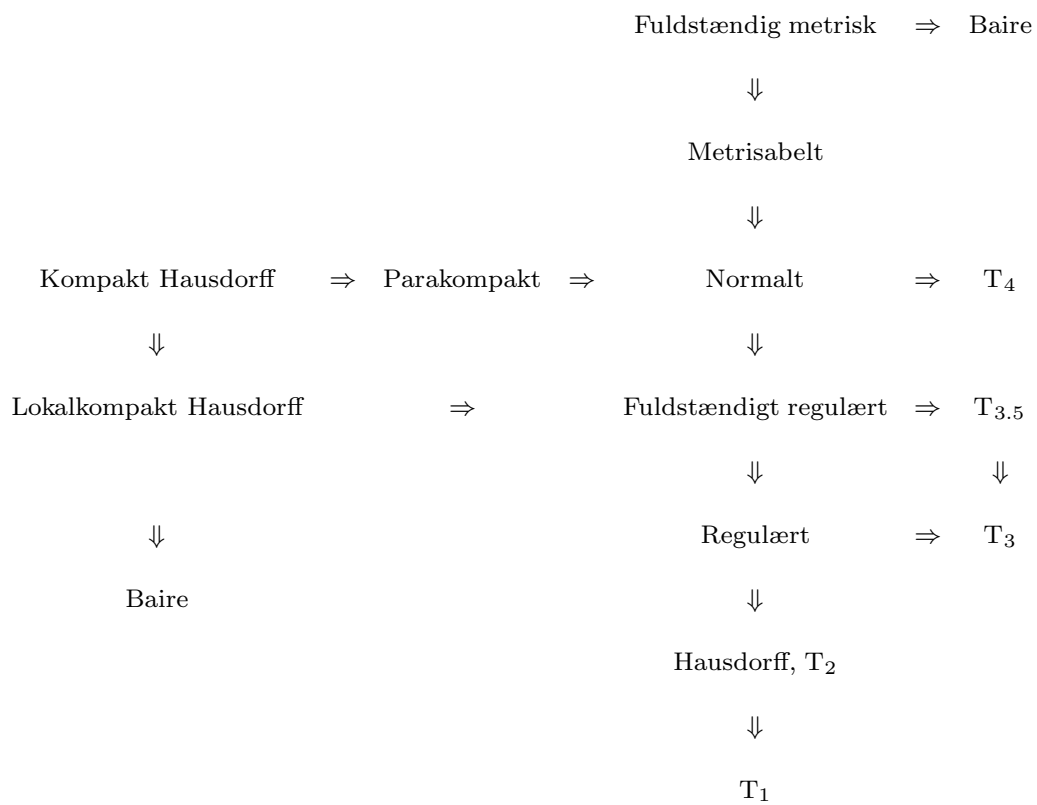 Fuldstændig metrisk ⇒ Baire
⇓
Metrisabelt
⇓
Kompakt Hausdorff ⇒ Parakompakt ⇒ Normalt ⇒ T₄
⇓ ⇓
Lokalkompakt Hausdorff ⇒ Fuldstændigt regulært ⇒ T₃.₅
⇓ ⇓
⇓ Regulært ⇒ T₃
Baire ⇓
Hausdorff, T₂
⇓
T₁